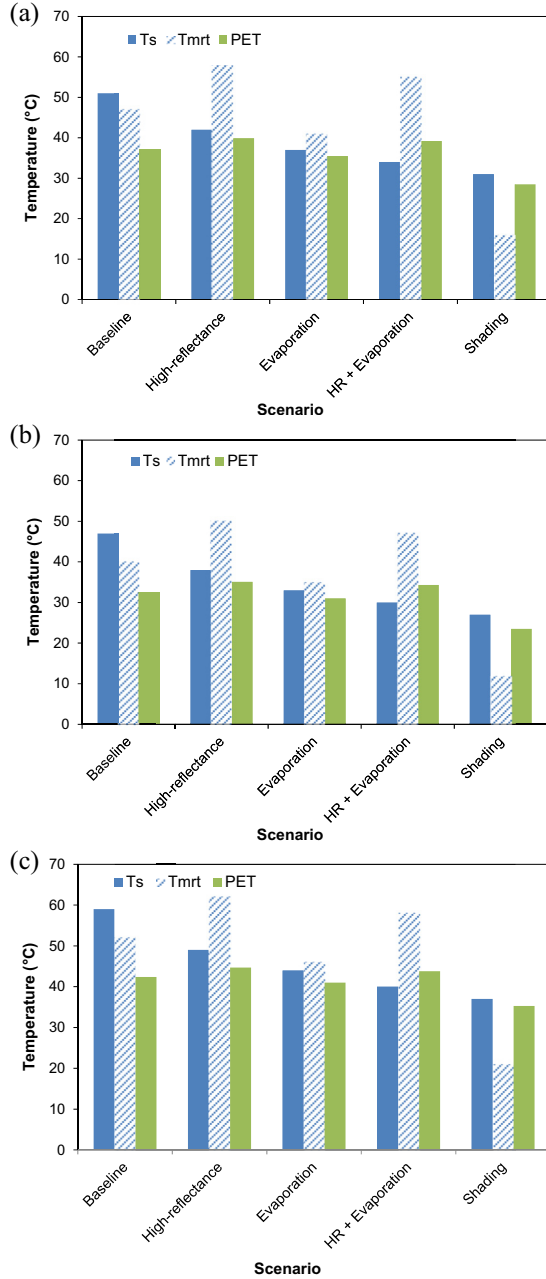 (a)
70
Ts Tmrt PET
60
50
40
30
20
10
0
Temperature (°C)
Baseline
High-reflectance
Evaporation
HR + Evaporation
Shading
Scenario
(b)
70
Ts Tmrt PET
60
50
40
30
20
10
0
Temperature (°C)
Baseline
High-reflectance
Evaporation
HR + Evaporation
Shading
Scenario
(c)
70
Ts Tmrt PET
60
50
40
30
20
10
0
Temperature (°C)
Baseline
High-reflectance
Evaporation
HR + Evaporation
Shading
Scenario